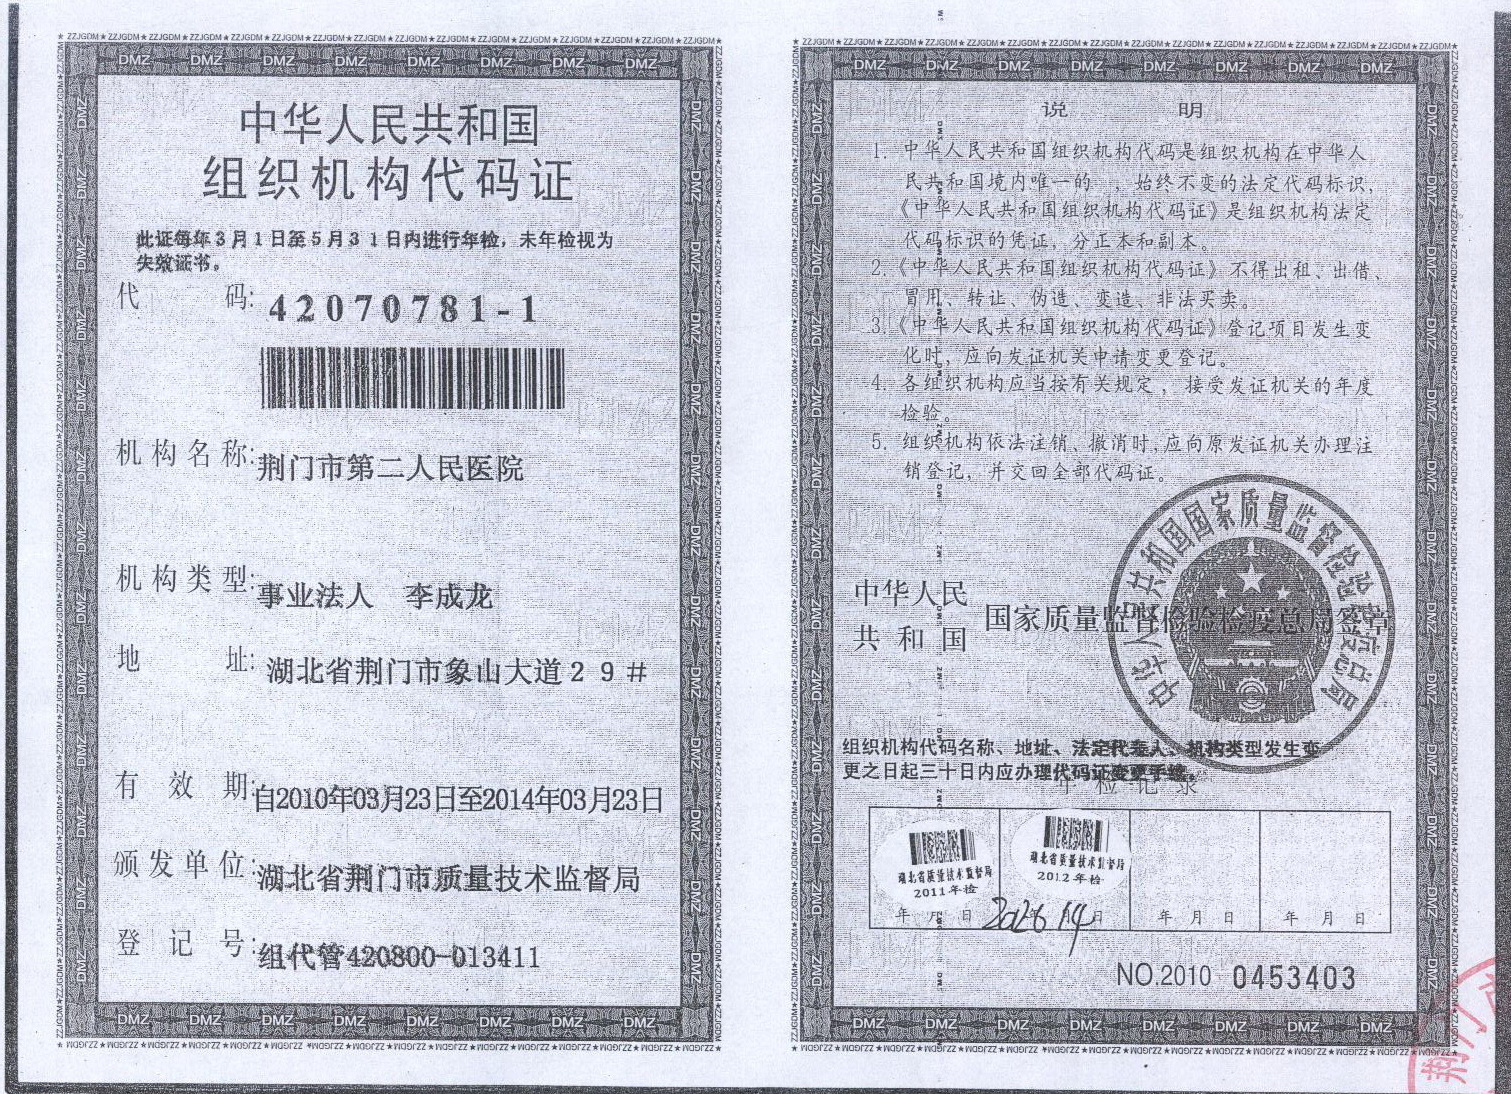 中华人民共和国
组织机构代码证
此证每年3月1日至5月31日内进行年检，未年检视为
失效证书。
代 码: 42070781-1
机构名称: 荆门市第二人民医院
机构类型: 事业法人 李成龙
地 址: 湖北省荆门市象山大道29#
有 效 期: 自2010年03月23日至2014年03月23日
颁发单位: 湖北省荆门市质量技术监督局
登 记 号: 组代管420800-013411
说 明
1. 中华人民共和国组织机构代码是组织机构在中华人
民共和国境内唯一的 ，始终不变的法定代码标识，
《中华人民共和国组织机构代码证》是组织机构法定
代码标识的凭证，分正本和副本。
2.《中华人民共和国组织机构代码证》不得出租、出借、
冒用、转让、伪造、变造、非法买卖。
3.《中华人民共和国组织机构代码证》登记项目发生变
化时，应向发证机关申请变更登记。
4. 各组织机构应当按有关规定，接受发证机关的年度
检验。
5. 组织机构依法注销、撤消时，应向原发证机关办理注
销登记，并交回全部代码证。
中华人民共和国国家质量监督检验检疫总局
中华人民
共和国 国家质量监督检验检疫总局签章
组织机构代码名称、地址、法定代表人、机构类型发生变
更之日起三十日内应办理代码证变更手续。
年检记录
湖北省质量技术监督局
2011年检
湖北省质量技术监督局
2012年检
年 月 日 年 月 日 年 月 日 年 月 日
NO.2010 0453403